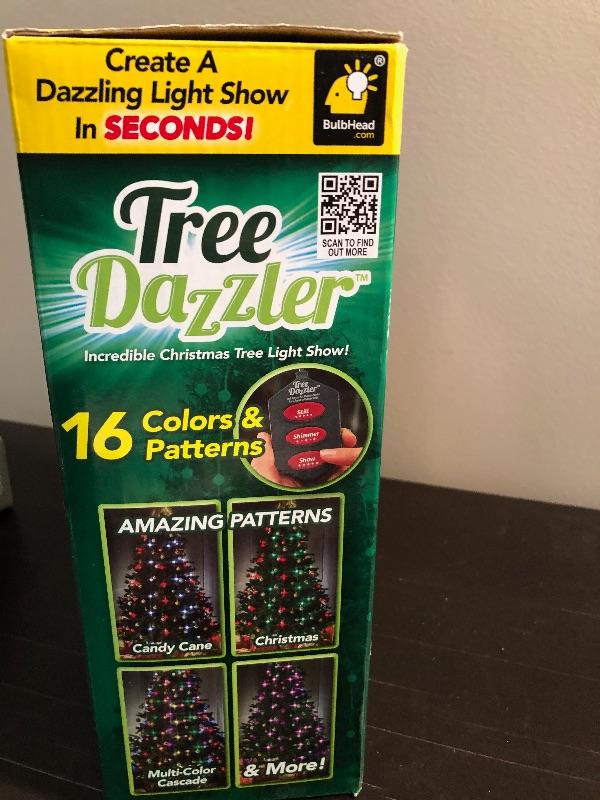 Create A
Dazzling Light Show
In SECONDS!
®
BulbHead
.com
Tree
Dazzler™
SCAN TO FIND
OUT MORE
Incredible Christmas Tree Light Show!
16 Colors &
Patterns
Tree
Dazzler
Still
Shimmer
Show
AMAZING PATTERNS
Candy Cane
Christmas
Multi-Color
Cascade
& More!